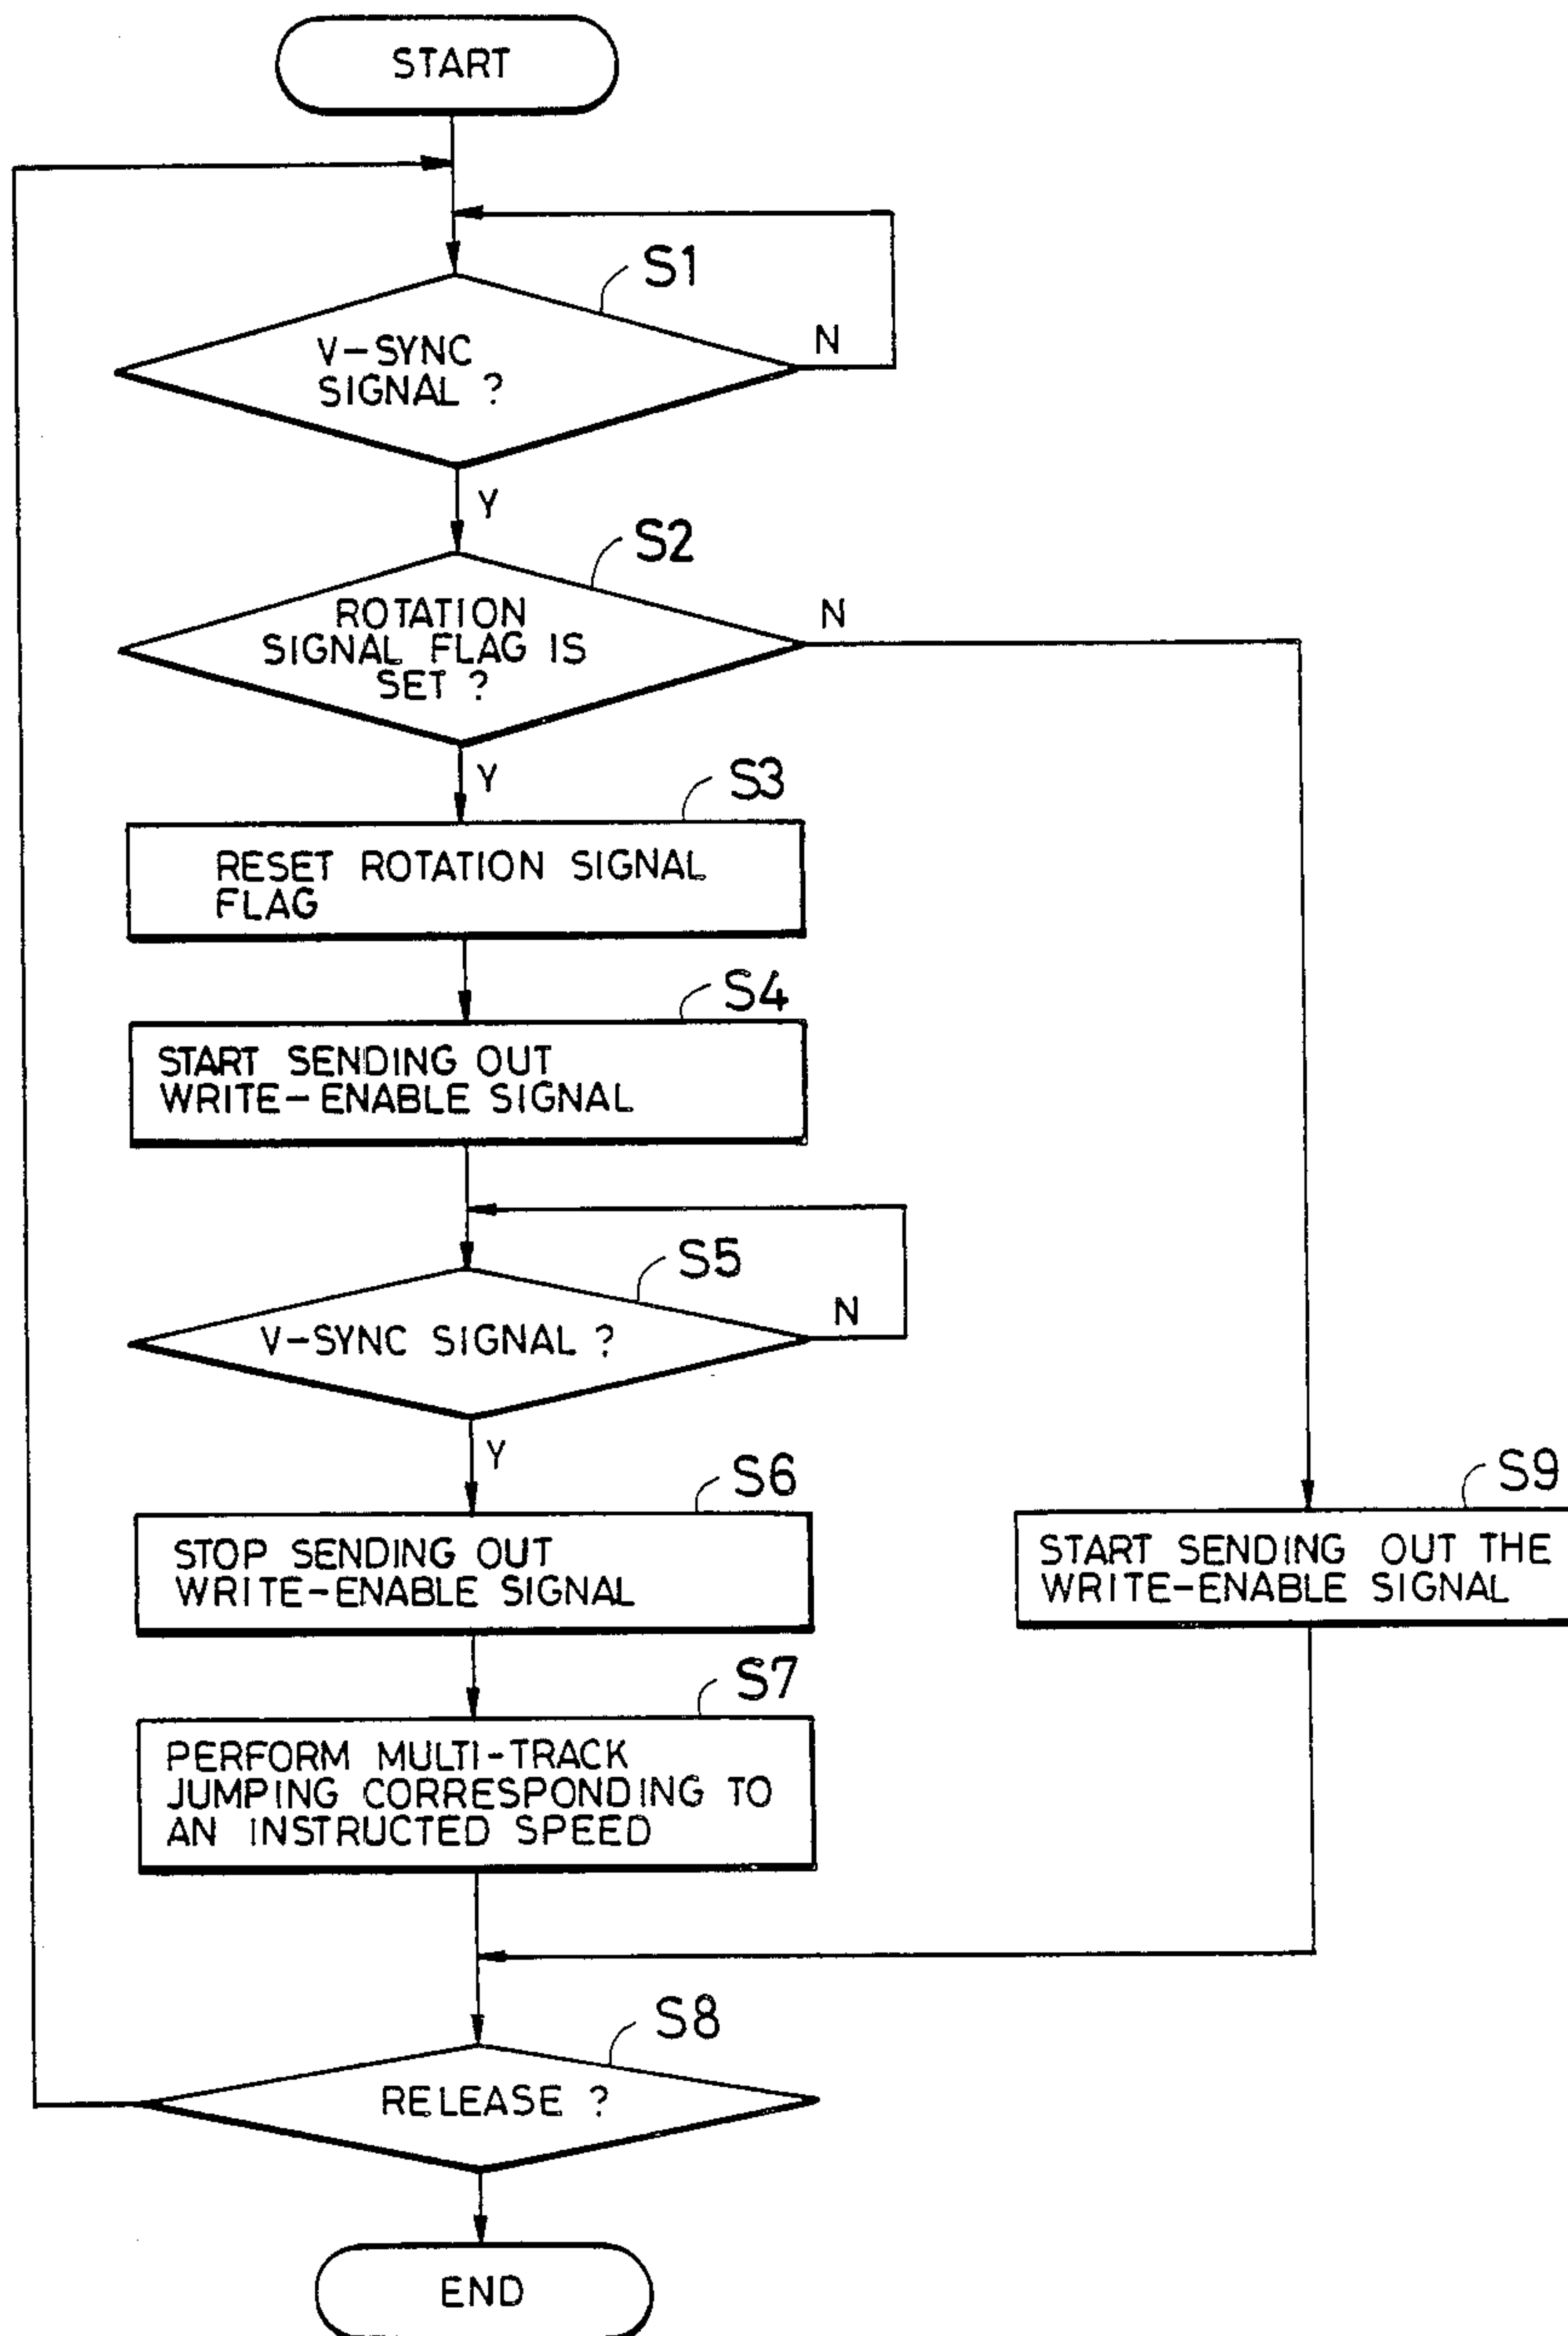 START
S1
V-SYNC
SIGNAL ?
N
Y
S2
ROTATION
SIGNAL FLAG IS
SET ?
N
Y
S3
RESET ROTATION SIGNAL
FLAG
S4
START SENDING OUT
WRITE-ENABLE SIGNAL
S5
V-SYNC SIGNAL ?
N
Y
S6
STOP SENDING OUT
WRITE-ENABLE SIGNAL
S9
START SENDING OUT THE
WRITE-ENABLE SIGNAL
S7
PERFORM MULTI-TRACK
JUMPING CORRESPONDING TO
AN INSTRUCTED SPEED
S8
RELEASE ?
END